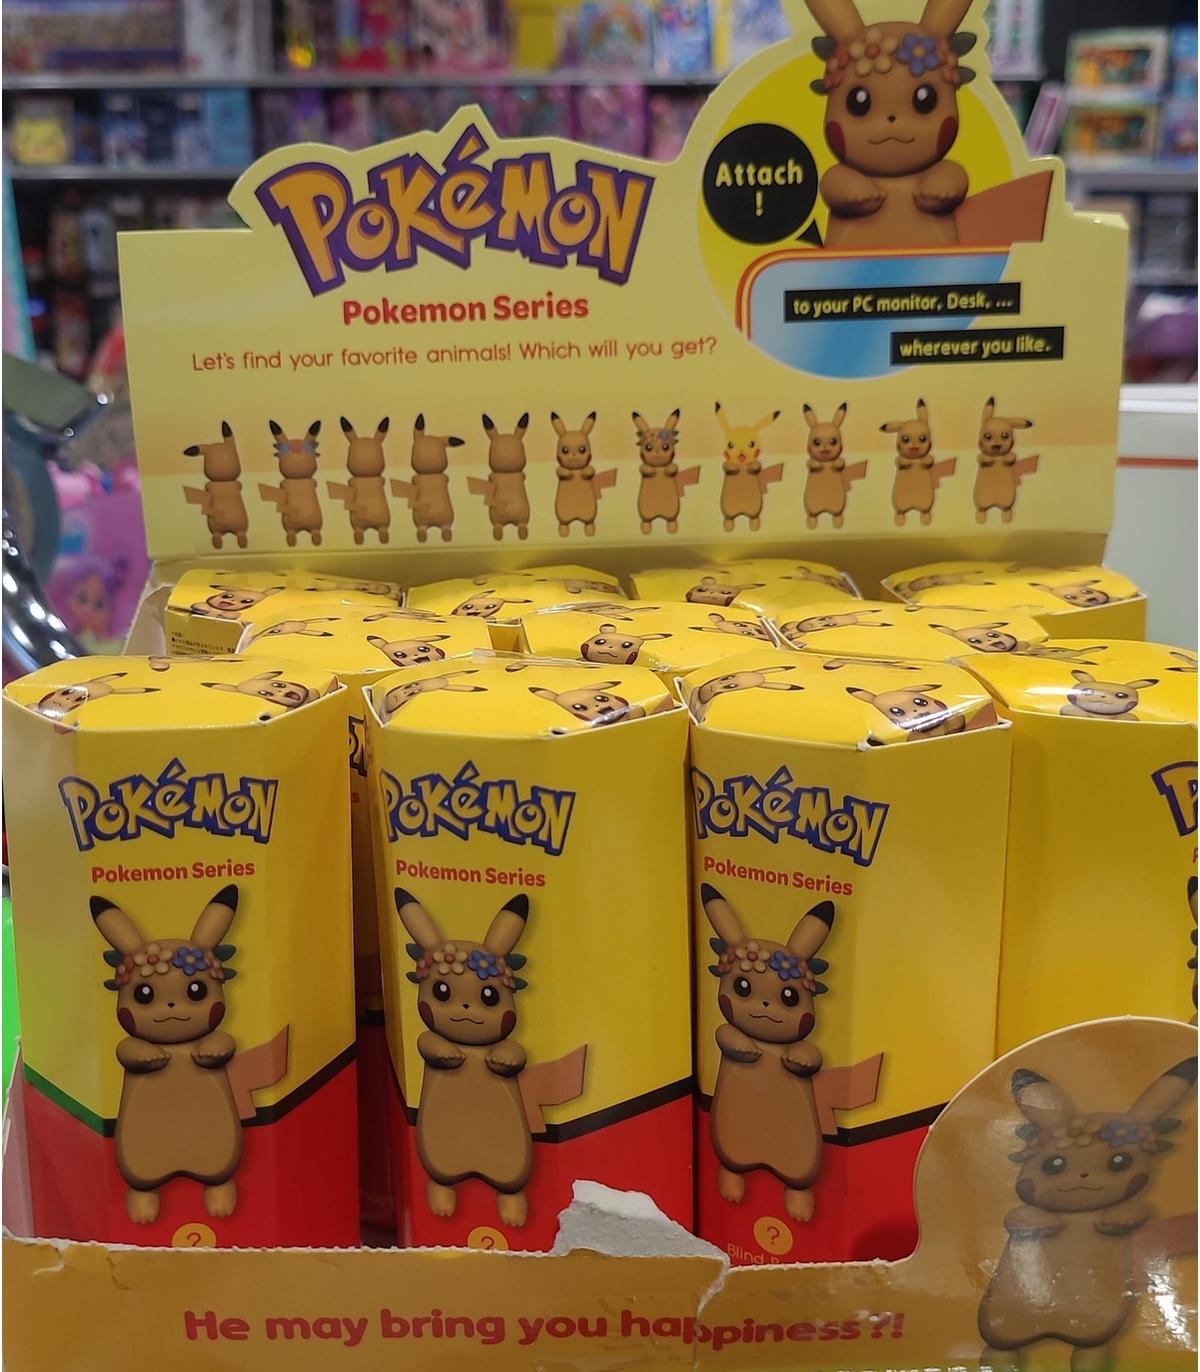 POKéMON
Pokemon Series
Let's find your favorite animals! Which will you get?
Attach
!
to your PC monitor, Desk, ...
wherever you like.
POKéMON
Pokemon Series
?
POKéMON
Pokemon Series
?
POKéMON
Pokemon Series
?
Blind
He may bring you happiness?!